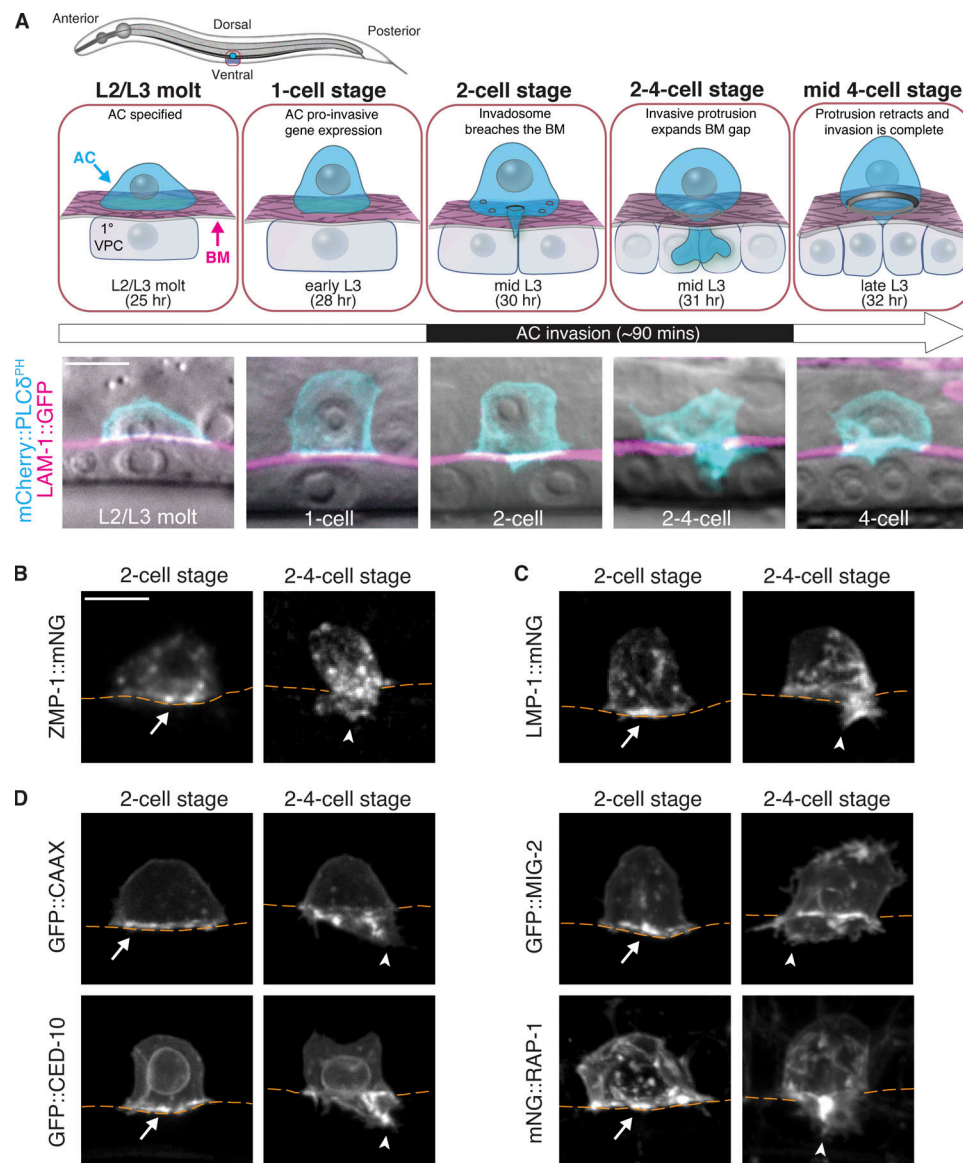 A
Anterior
Dorsal
Posterior
Ventral
L2/L3 molt
AC specified
AC
1°
VPC
BM
L2/L3 molt
(25 hr)
1-cell stage
AC pro-invasive
gene expression
early L3
(28 hr)
2-cell stage
Invadosome
breaches the BM
mid L3
(30 hr)
2-4-cell stage
Invasive protrusion
expands BM gap
mid L3
(31 hr)
mid 4-cell stage
Protrusion retracts and
invasion is complete
late L3
(32 hr)
AC invasion (~90 mins)
mCherry::PLCδᴾᴴ
LAM-1::GFP
L2/L3 molt
1-cell
2-cell
2-4-cell
4-cell
B
2-cell stage
2-4-cell stage
ZMP-1::mNG
C
2-cell stage
2-4-cell stage
LMP-1::mNG
D
2-cell stage
2-4-cell stage
GFP::CAAX
GFP::CED-10
2-cell stage
2-4-cell stage
GFP::MIG-2
mNG::RAP-1